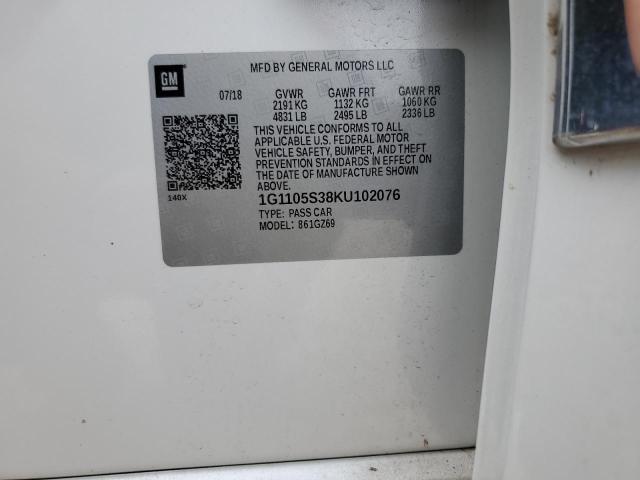 GM
MFD BY GENERAL MOTORS LLC
07/18 GVWR GAWR FRT GAWR RR
2191 KG 1132 KG 1060 KG
4831 LB 2495 LB 2336 LB
THIS VEHICLE CONFORMS TO ALL
APPLICABLE U.S. FEDERAL MOTOR
VEHICLE SAFETY, BUMPER, AND THEFT
PREVENTION STANDARDS IN EFFECT ON
THE DATE OF MANUFACTURE SHOWN
ABOVE.
140X
1G1105S38KU102076
TYPE: PASS CAR
MODEL: 861GZ69